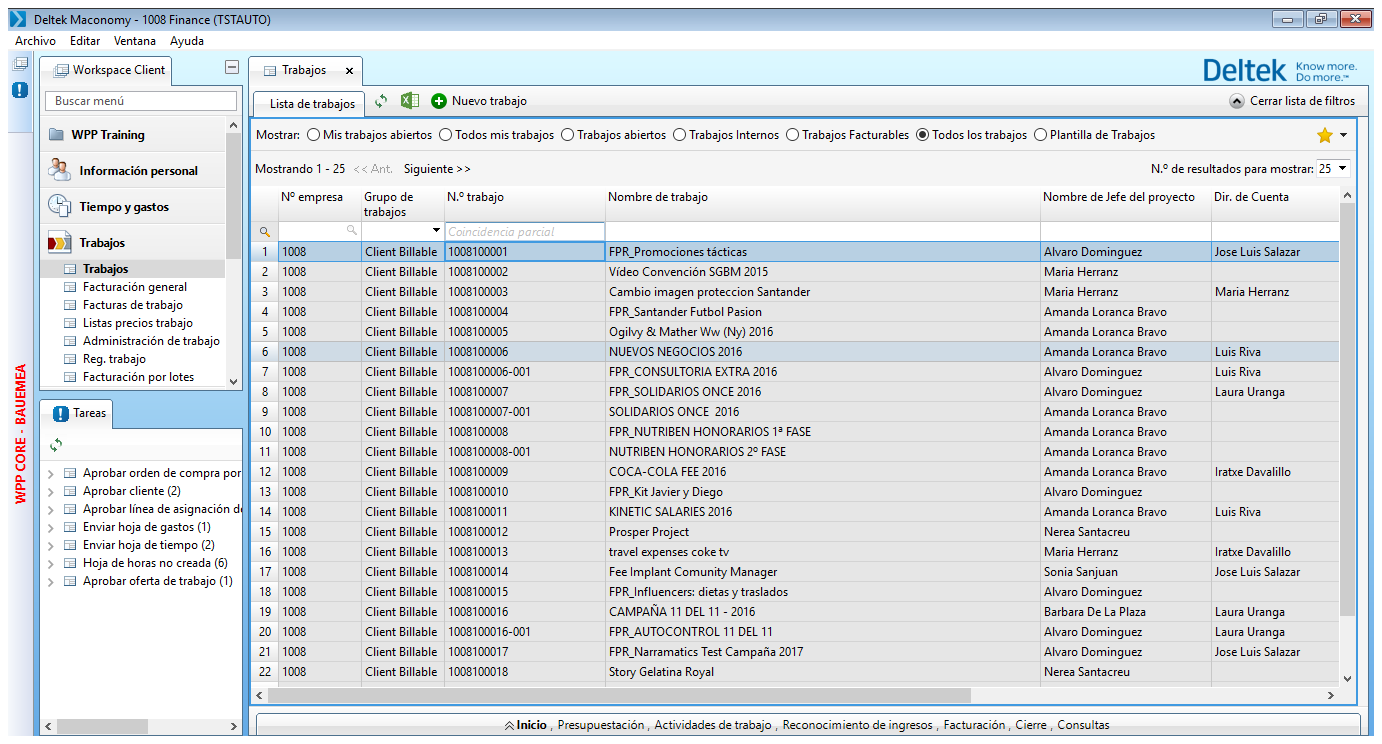 Deltek Maconomy - 1008 Finance (TSTAUTO)
Archivo Editar Ventana Ayuda
Workspace Client
Buscar menú
WPP Training
Información personal
Tiempo y gastos
Trabajos
Trabajos
Facturación general
Facturas de trabajo
Listas precios trabajo
Administración de trabajo
Reg. trabajo
Facturación por lotes
WPP CORE - BAUEMEA
Tareas
Aprobar orden de compra por
Aprobar cliente (2)
Aprobar línea de asignación de
Enviar hoja de gastos (1)
Enviar hoja de tiempo (2)
Hoja de horas no creada (6)
Aprobar oferta de trabajo (1)
Trabajos x
Deltek Know more. Do more.™
Lista de trabajos Nuevo trabajo Cerrar lista de filtros
Mostrar: Mis trabajos abiertos Todos mis trabajos Trabajos abiertos Trabajos Internos Trabajos Facturables Todos los trabajos Plantilla de Trabajos
Mostrando 1 - 25 << Ant. Siguiente >> N.º de resultados para mostrar: 25
Nº empresa Grupo de trabajos N.º trabajo Nombre de trabajo Nombre de Jefe del proyecto Dir. de Cuenta
Coincidencia parcial
1 1008 Client Billable 1008100001 FPR_Promociones tácticas Alvaro Dominguez Jose Luis Salazar
2 1008 Client Billable 1008100002 Vídeo Convención SGBM 2015 Maria Herranz
3 1008 Client Billable 1008100003 Cambio imagen proteccion Santander Maria Herranz Maria Herranz
4 1008 Client Billable 1008100004 FPR_Santander Futbol Pasion Amanda Loranca Bravo
5 1008 Client Billable 1008100005 Ogilvy & Mather Ww (Ny) 2016 Amanda Loranca Bravo
6 1008 Client Billable 1008100006 NUEVOS NEGOCIOS 2016 Amanda Loranca Bravo Luis Riva
7 1008 Client Billable 1008100006-001 FPR_CONSULTORIA EXTRA 2016 Alvaro Dominguez Luis Riva
8 1008 Client Billable 1008100007 FPR_SOLIDARIOS ONCE 2016 Alvaro Dominguez Laura Uranga
9 1008 Client Billable 1008100007-001 SOLIDARIOS ONCE 2016 Amanda Loranca Bravo
10 1008 Client Billable 1008100008 FPR_NUTRIBEN HONORARIOS 1ª FASE Amanda Loranca Bravo
11 1008 Client Billable 1008100008-001 NUTRIBEN HONORARIOS 2º FASE Amanda Loranca Bravo
12 1008 Client Billable 1008100009 COCA-COLA FEE 2016 Amanda Loranca Bravo Iratxe Davalillo
13 1008 Client Billable 1008100010 FPR_Kit Javier y Diego Alvaro Dominguez
14 1008 Client Billable 1008100011 KINETIC SALARIES 2016 Amanda Loranca Bravo Luis Riva
15 1008 Client Billable 1008100012 Prosper Project Nerea Santacreu
16 1008 Client Billable 1008100013 travel expenses coke tv Maria Herranz Iratxe Davalillo
17 1008 Client Billable 1008100014 Fee Implant Comunity Manager Sonia Sanjuan Jose Luis Salazar
18 1008 Client Billable 1008100015 FPR_Influencers: dietas y traslados Alvaro Dominguez
19 1008 Client Billable 1008100016 CAMPAÑA 11 DEL 11 - 2016 Barbara De La Plaza Laura Uranga
20 1008 Client Billable 1008100016-001 FPR_AUTOCONTROL 11 DEL 11 Alvaro Dominguez Laura Uranga
21 1008 Client Billable 1008100017 FPR_Narramatics Test Campaña 2017 Alvaro Dominguez Jose Luis Salazar
22 1008 Client Billable 1008100018 Story Gelatina Royal Nerea Santacreu
Inicio , Presupuestación , Actividades de trabajo , Reconocimiento de ingresos , Facturación , Cierre , Consultas